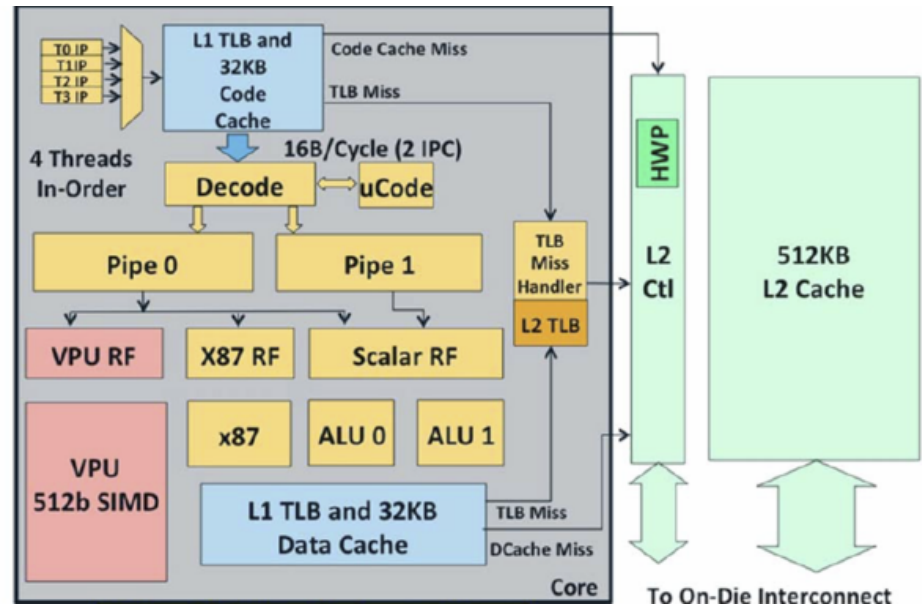 T0 IP
T1IP
T2 IP
T3 IP
L1 TLB and
32KB
Code
Cache
Code Cache Miss
TLB Miss
4 Threads
In-Order
16B/Cycle (2 IPC)
Decode
uCode
Pipe 0
Pipe 1
TLB
Miss
Handler
L2 TLB
HWP
L2
Ctl
512KB
L2 Cache
VPU RF
X87 RF
Scalar RF
VPU
512b SIMD
x87
ALU 0
ALU 1
L1 TLB and 32KB
Data Cache
TLB Miss
DCache Miss
Core
To On-Die Interconnect